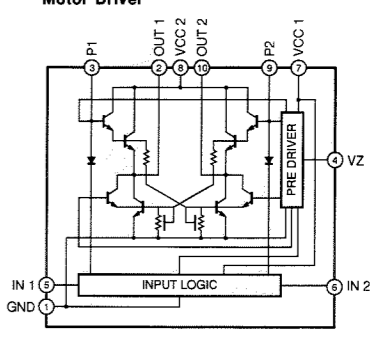 Motor Driver
P1
OUT 1
VCC 2
OUT 2
P2
VCC 1
3
2
8
10
9
7
PRE DRIVER
4
VZ
IN 1
5
INPUT LOGIC
6
IN 2
GND
1